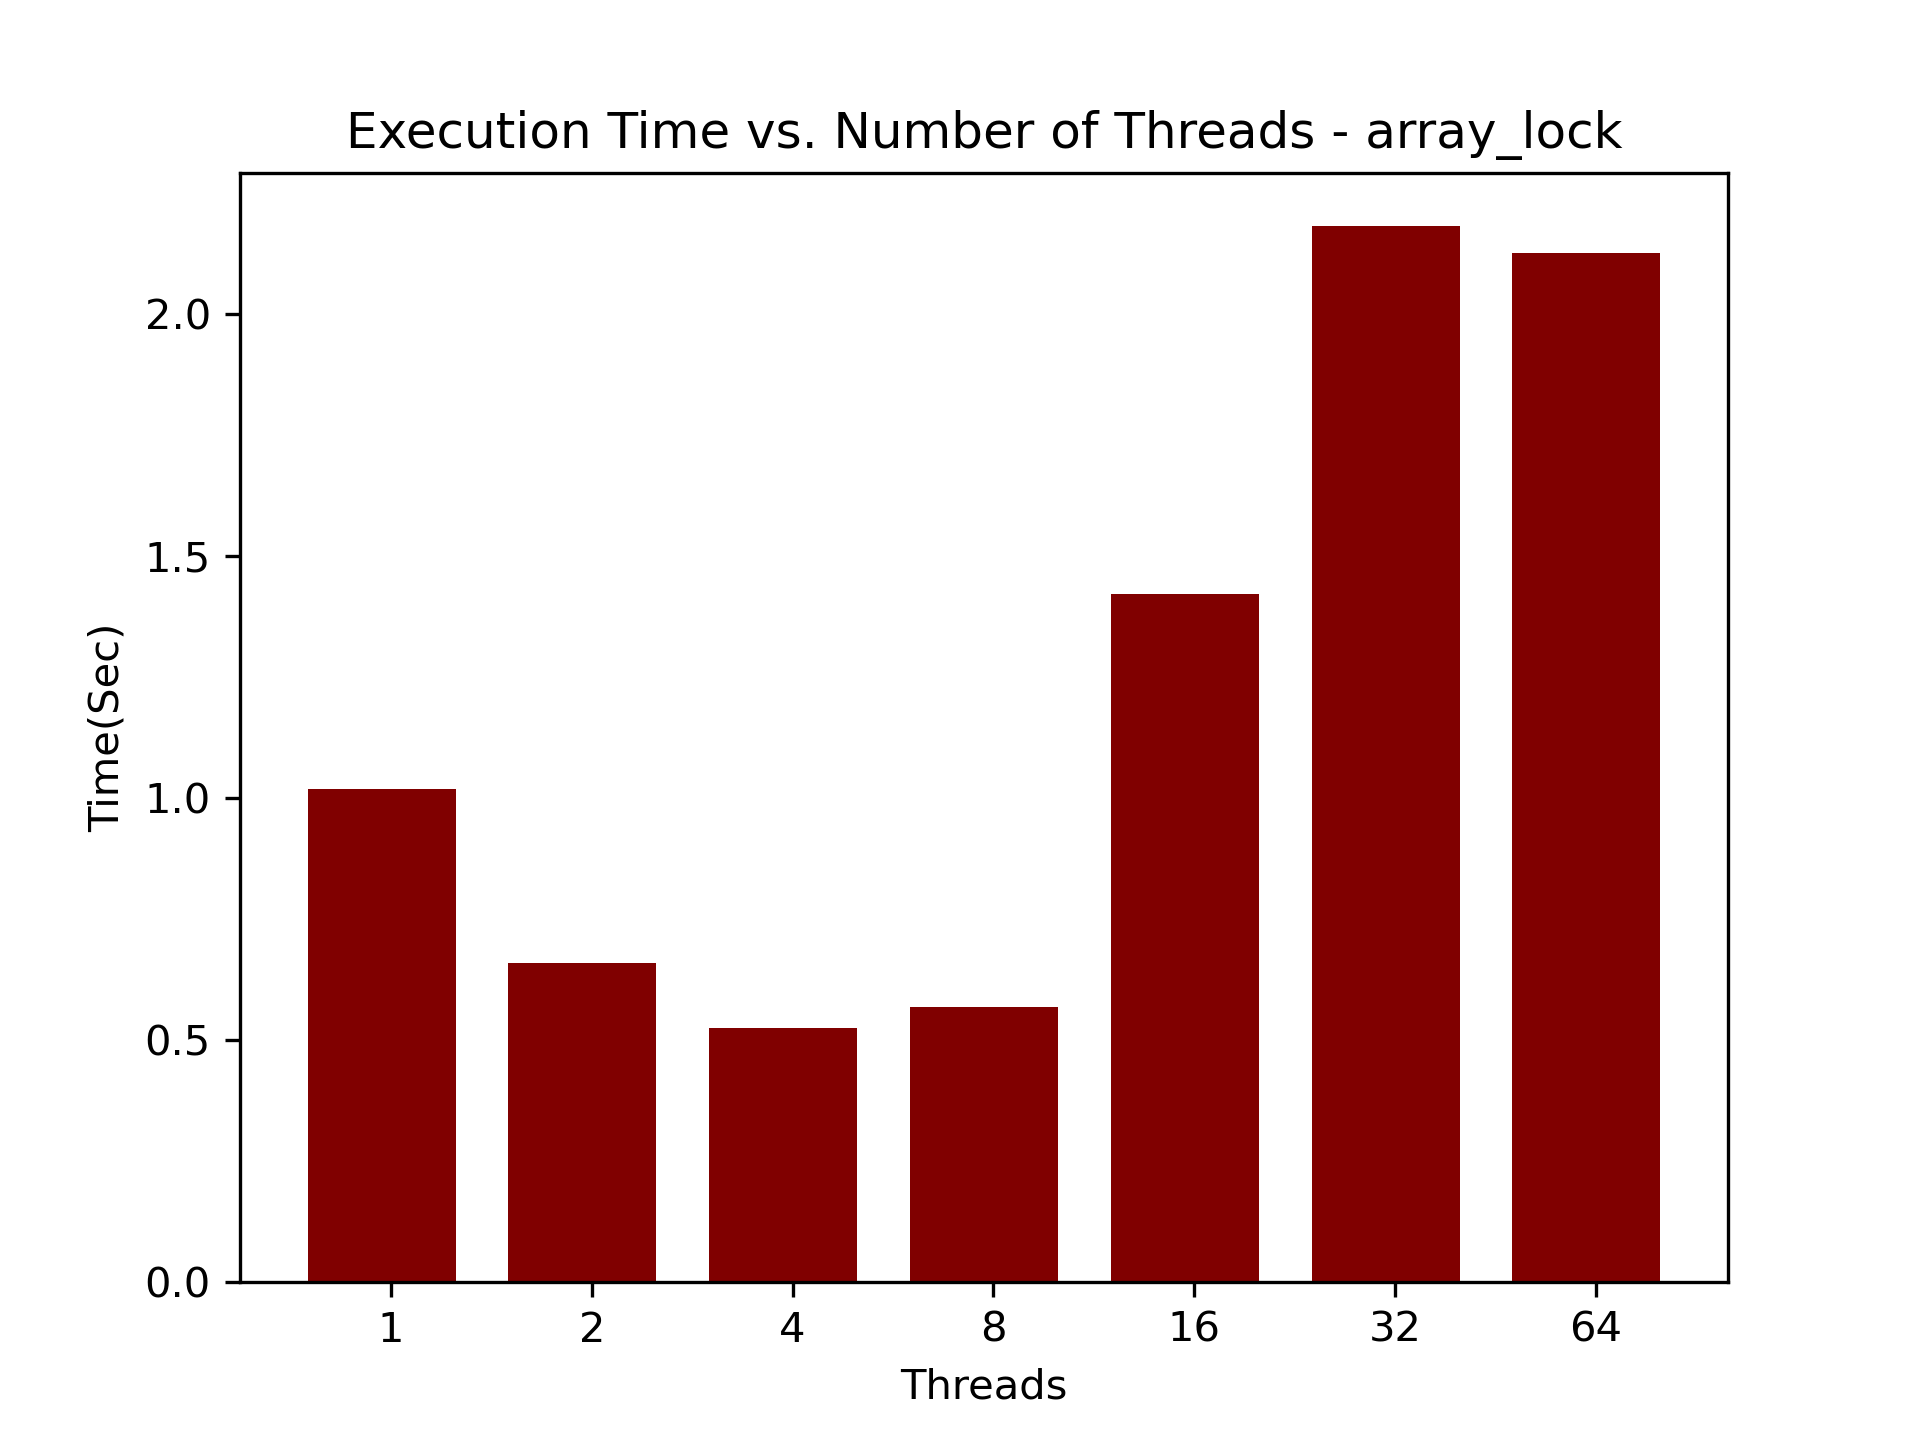 Execution Time vs. Number of Threads - array_lock
2.0
1.5
1.0
0.5
0.0
Time(Sec)
1 2 4 8 16 32 64
Threads